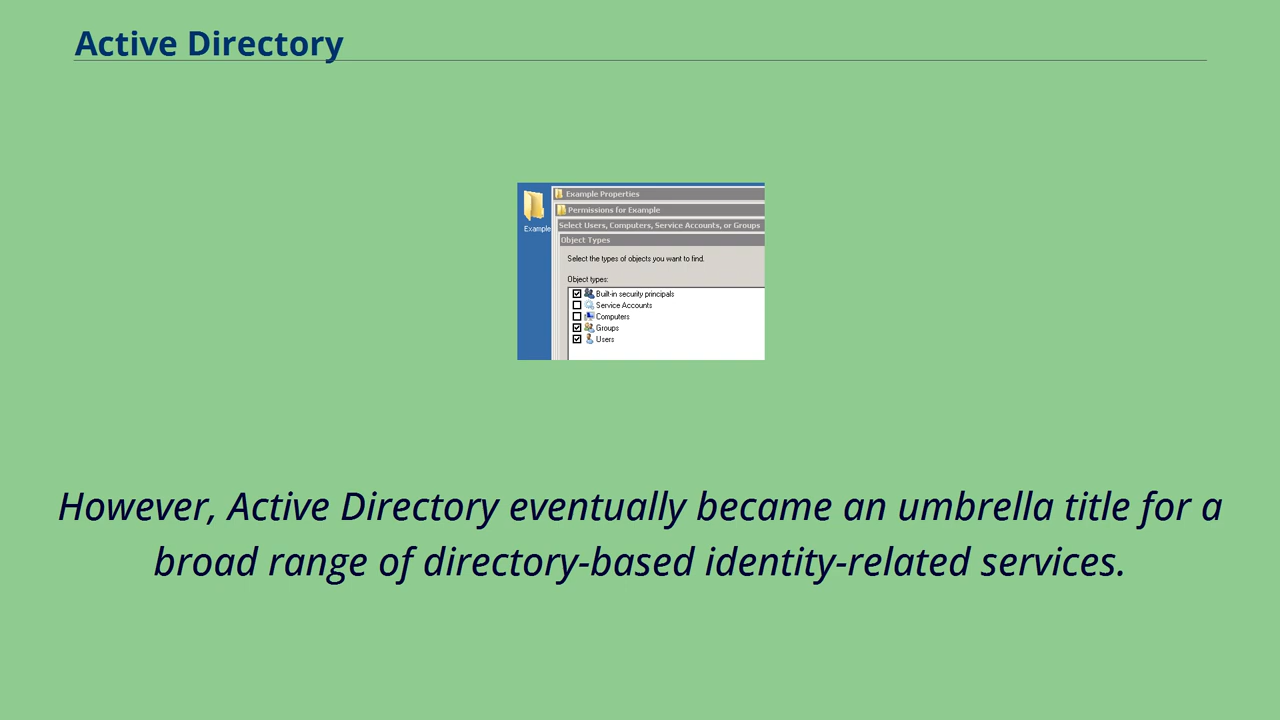 Active Directory
Example Properties
Permissions for Example
Example
Select Users, Computers, Service Accounts, or Groups
Object Types
Select the types of objects you want to find.
Object types:
Built-in security principals
Service Accounts
Computers
Groups
Users
However, Active Directory eventually became an umbrella title for a
broad range of directory-based identity-related services.